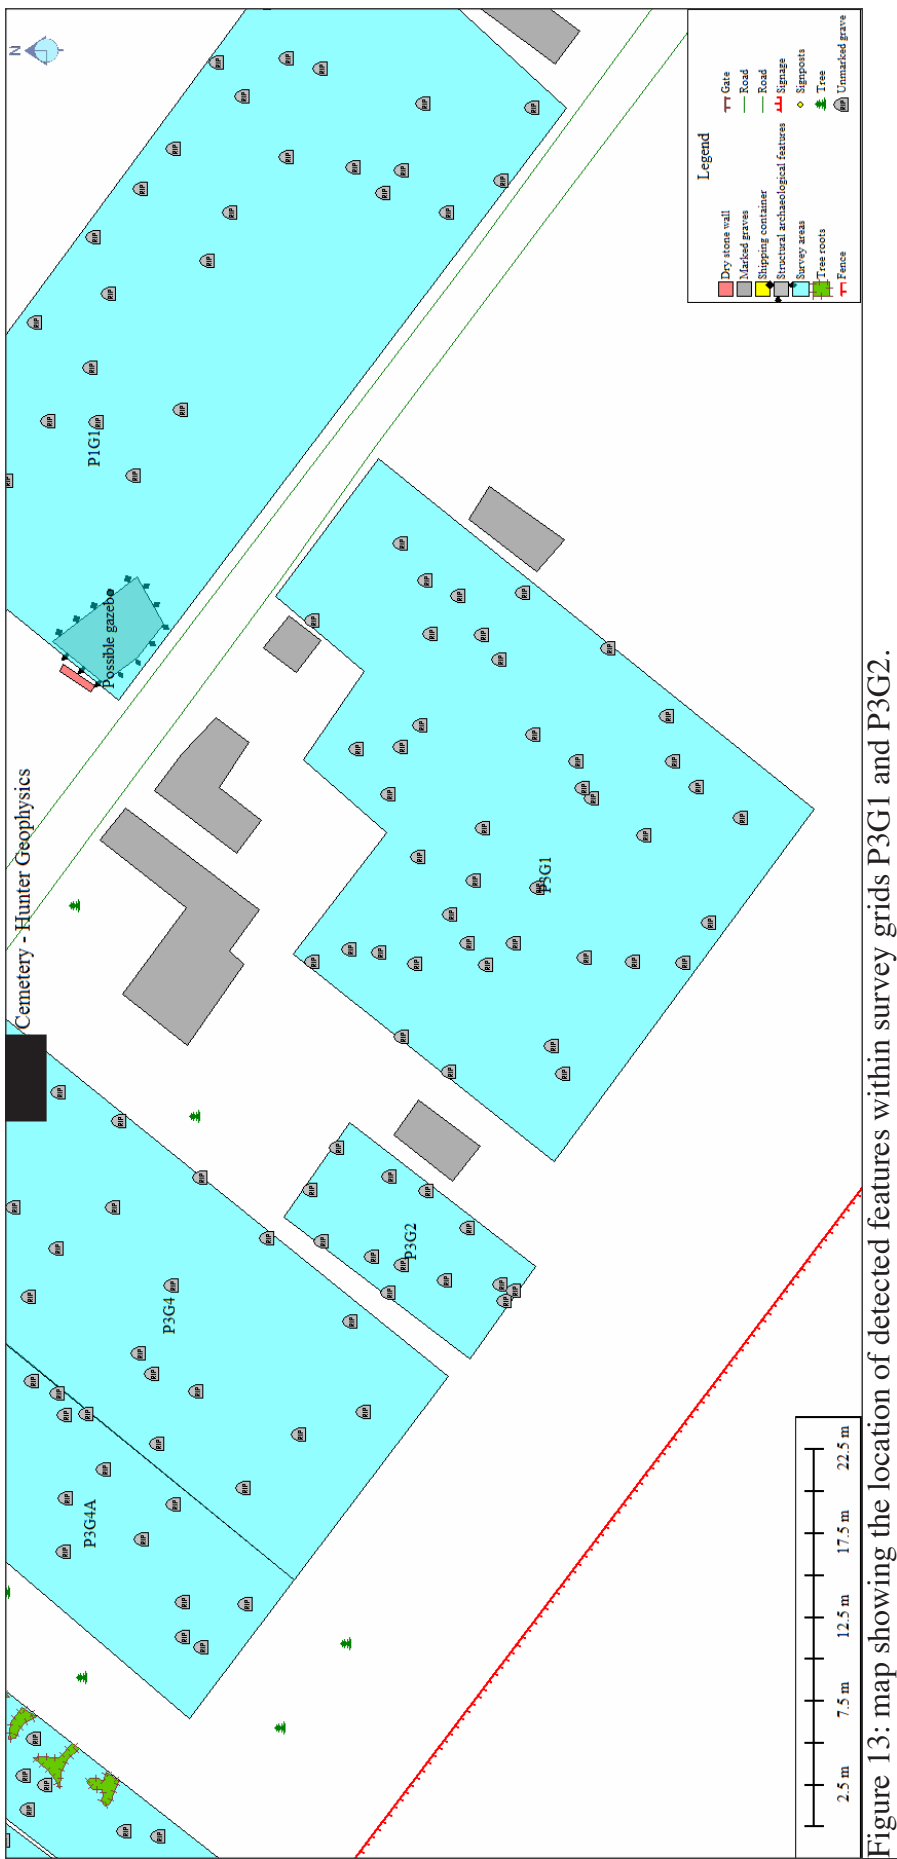 N
Cemetery - Hunter Geophysics
P1G1
Possible gazebo
P3G1
P3G2
P3G4
P3G4A
Legend
Dry stone wall
Marked graves
Shipping container
Structural archaeological features
Survey areas
Tree roots
Fence
Gate
Road
Road
Signage
Signposts
Tree
RIP
Unmarked grave
2.5 m 7.5 m 12.5 m 17.5 m 22.5 m
Figure 13: map showing the location of detected features within survey grids P3G1 and P3G2.